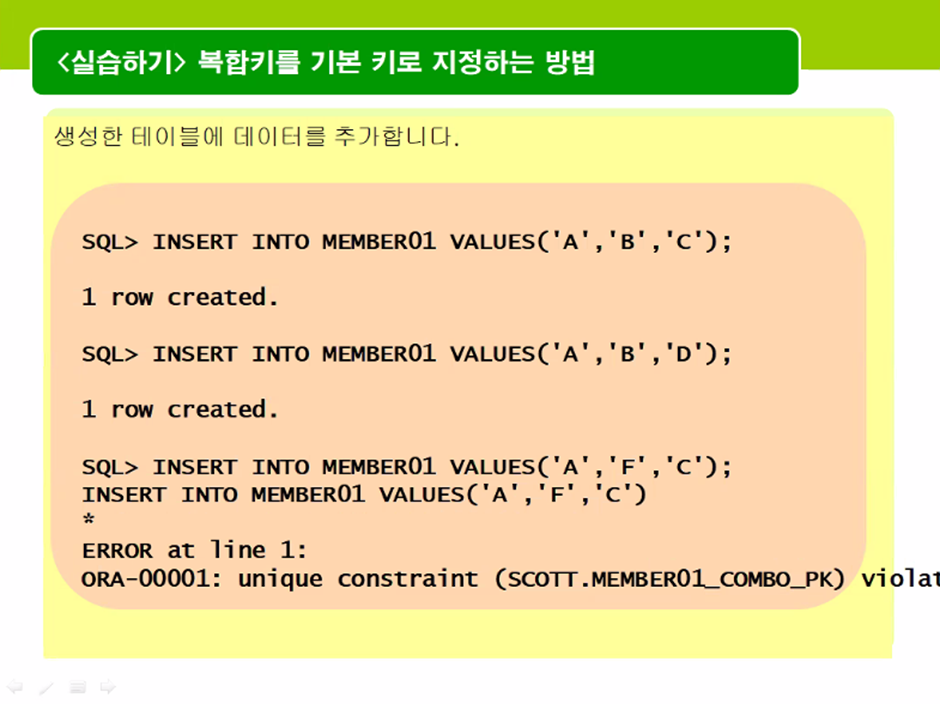 <실습하기> 복합키를 기본 키로 지정하는 방법
생성한 테이블에 데이터를 추가합니다.
SQL> INSERT INTO MEMBER01 VALUES('A','B','C');
1 row created.
SQL> INSERT INTO MEMBER01 VALUES('A','B','D');
1 row created.
SQL> INSERT INTO MEMBER01 VALUES('A','F','C');
INSERT INTO MEMBER01 VALUES('A','F','C')
*
ERROR at line 1:
ORA-00001: unique constraint (SCOTT.MEMBER01_COMBO_PK) violat